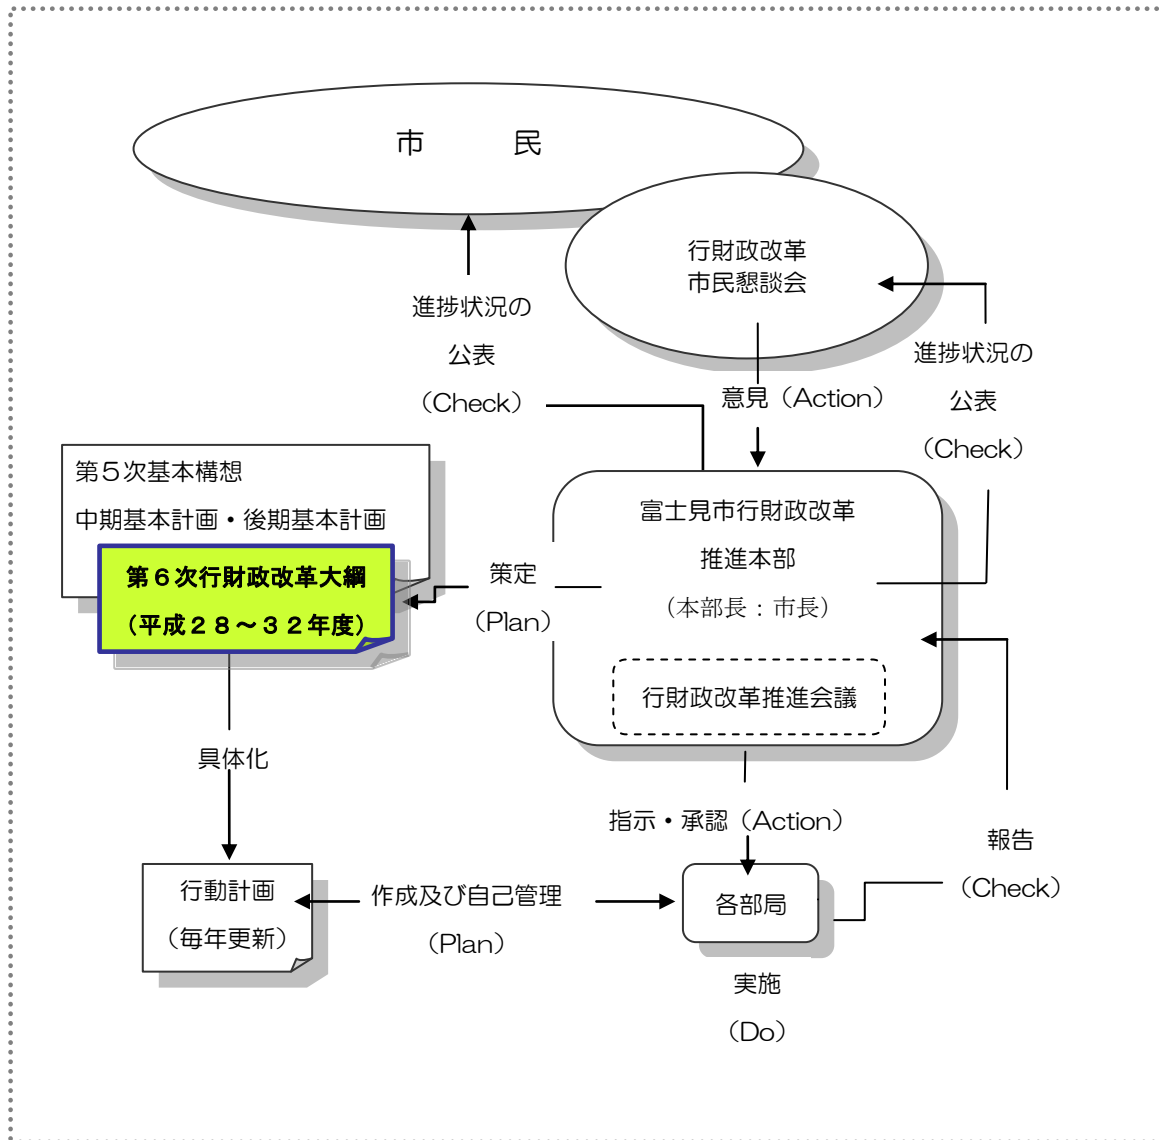 市　民
行財政改革
市民懇談会
進捗状況の
公表
（Check）
進捗状況の
公表
（Check）
意見（Action）
第５次基本構想
中期基本計画・後期基本計画
第６次行財政改革大綱
（平成２８～３２年度）
策定
（Plan）
富士見市行財政改革
推進本部
（本部長：市長）
行財政改革推進会議
具体化
指示・承認（Action）
報告
（Check）
行動計画
（毎年更新）
作成及び自己管理
（Plan）
各部局
実施
（Do）